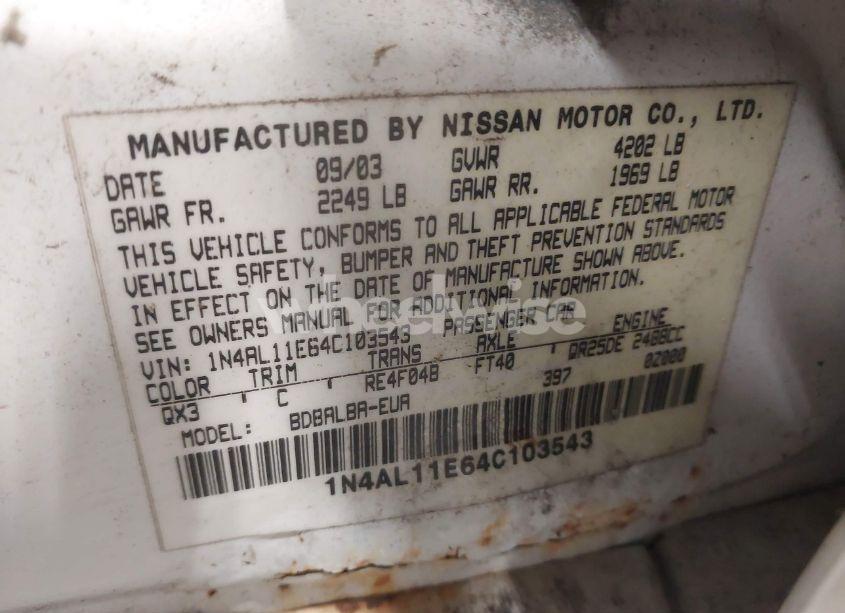 MANUFACTURED BY NISSAN MOTOR CO., LTD.
DATE 09/03 GVWR 4202 LB
GAWR FR. 2249 LB GAWR RR. 1969 LB
THIS VEHICLE CONFORMS TO ALL APPLICABLE FEDERAL MOTOR
VEHICLE SAFETY, BUMPER AND THEFT PREVENTION STANDARDS
IN EFFECT ON THE DATE OF MANUFACTURE SHOWN ABOVE.
SEE OWNERS MANUAL FOR ADDITIONAL INFORMATION.
VIN: 1N4AL11E64C103543 PASSENGER CAR
COLOR TRIM TRANS AXLE ENGINE
QX3 C RE4F04B FT40 QR25DE 2488CC
MODEL: BDBALBA-EUA 397 0Z000
1N4AL11E64C103543
wheelwise